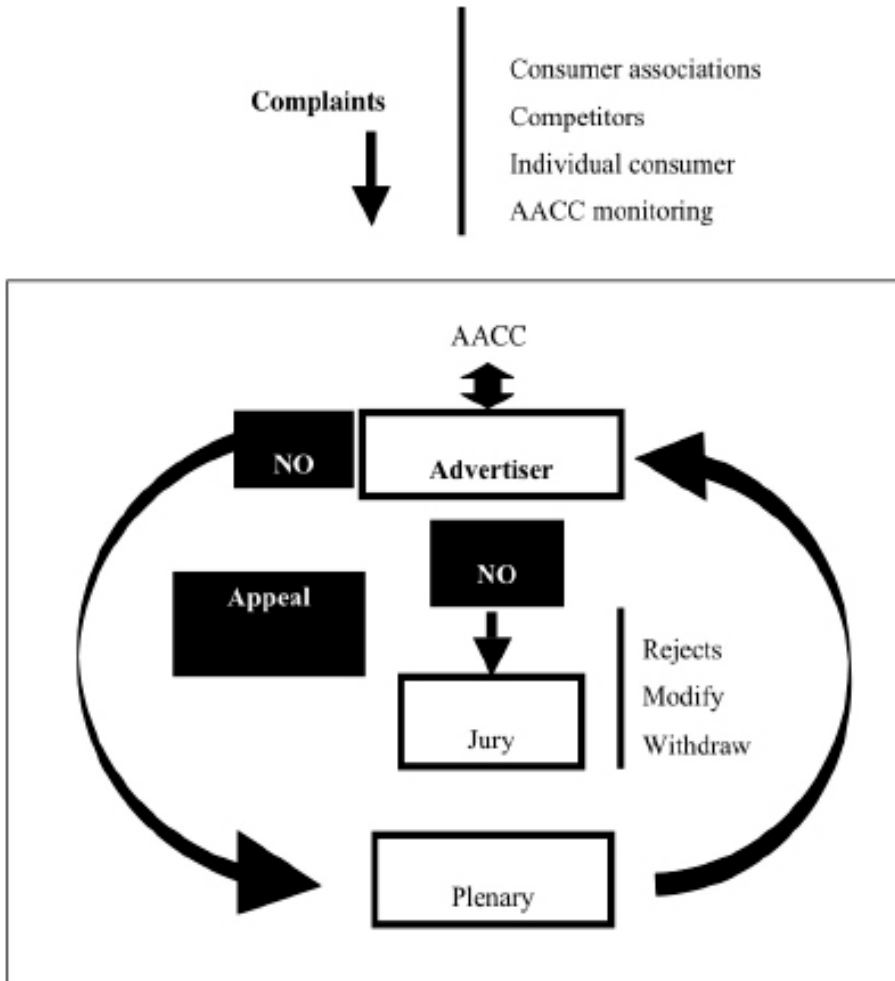 Complaints
Consumer associations
Competitors
Individual consumer
AACC monitoring
AACC
NO
Advertiser
NO
Appeal
Jury
Rejects
Modify
Withdraw
Plenary